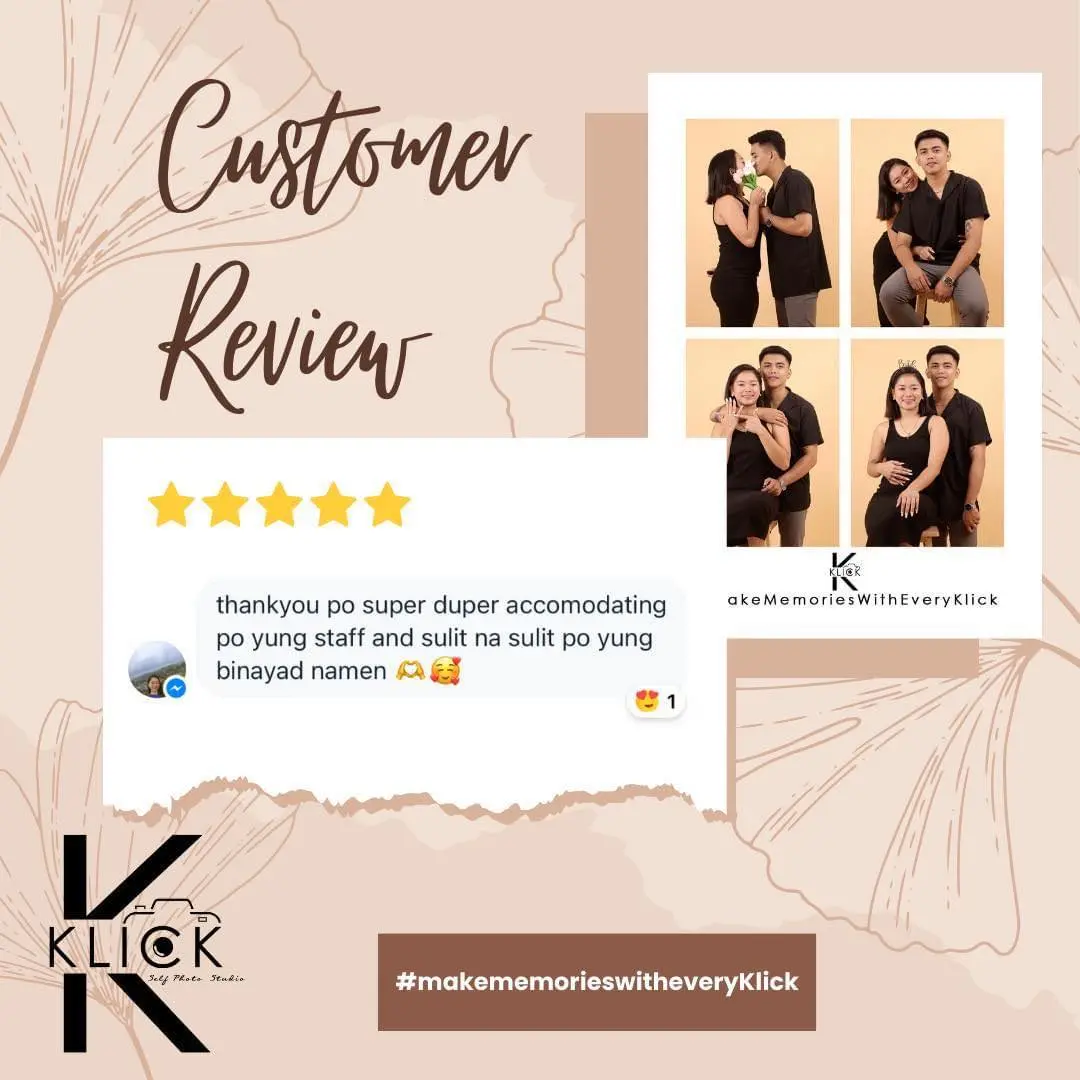 Customer
Review
thankyou po super duper accomodating
po yung staff and sulit na sulit po yung
binayad namen 🫶🥰
😍 1
KLICK
akeMemoriesWithEveryKlick
K
KLICK
Self Photo Studio
K
#makememorieswitheveryKlick